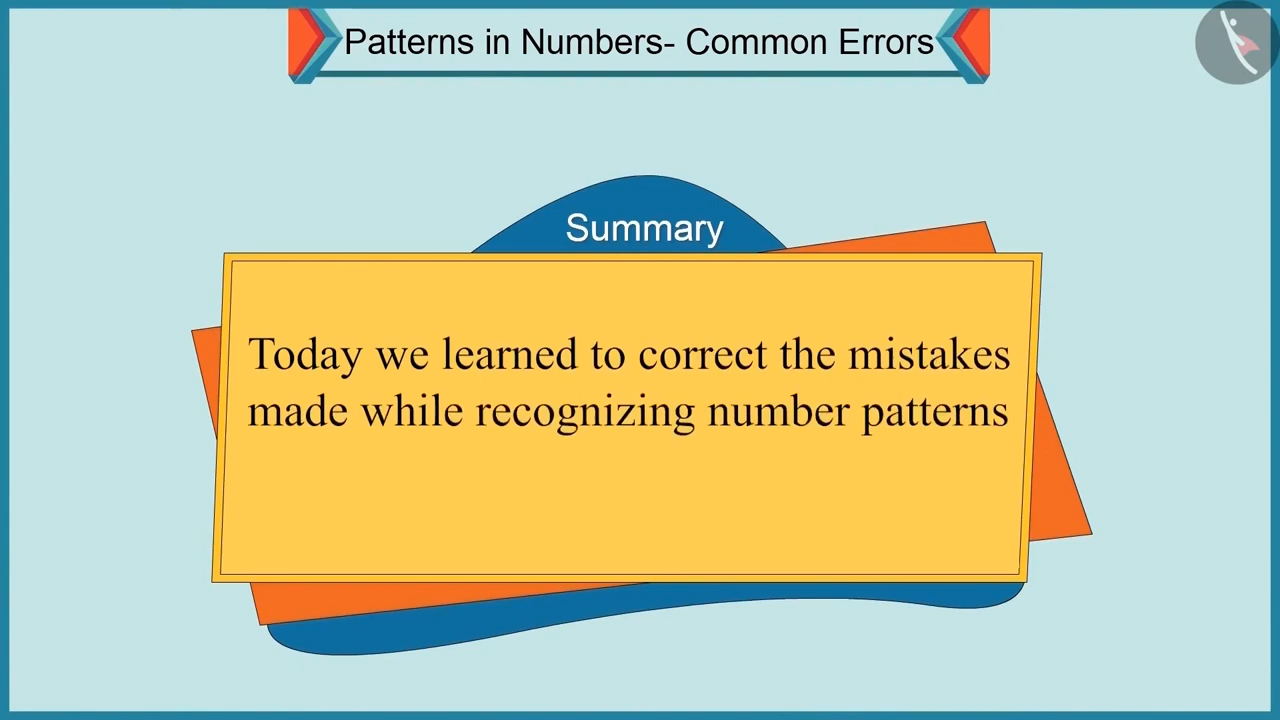 Patterns in Numbers- Common Errors
Summary
Today we learned to correct the mistakes
made while recognizing number patterns